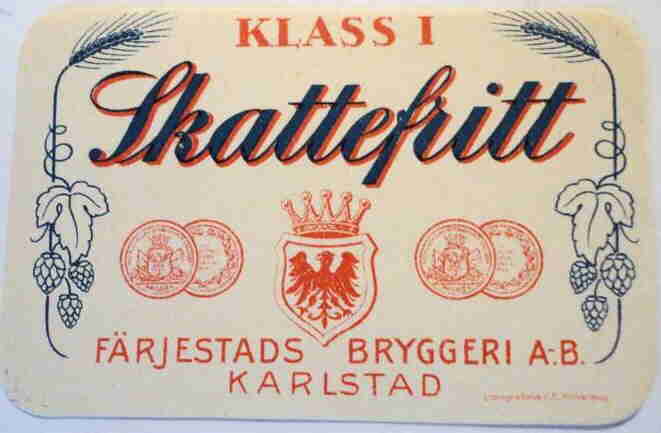 KLASS I
Skattefritt
FÄRJESTADS BRYGGERI A.-B.
KARLSTAD